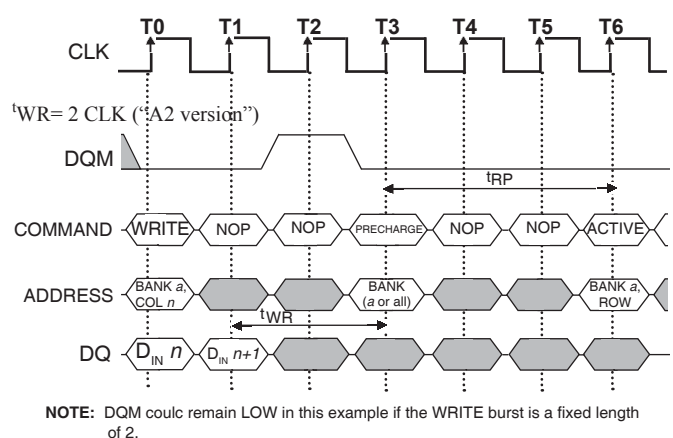 T0 T1 T2 T3 T4 T5 T6
CLK
tWR= 2 CLK ("A2 version")
DQM
tRP
COMMAND WRITE NOP NOP PRECHARGE NOP NOP ACTIVE
ADDRESS BANK a, COL n BANK (a or all) BANK a, ROW
tWR
DQ DIN n DIN n+1
NOTE: DQM coulc remain LOW in this example if the WRITE burst is a fixed length
of 2.